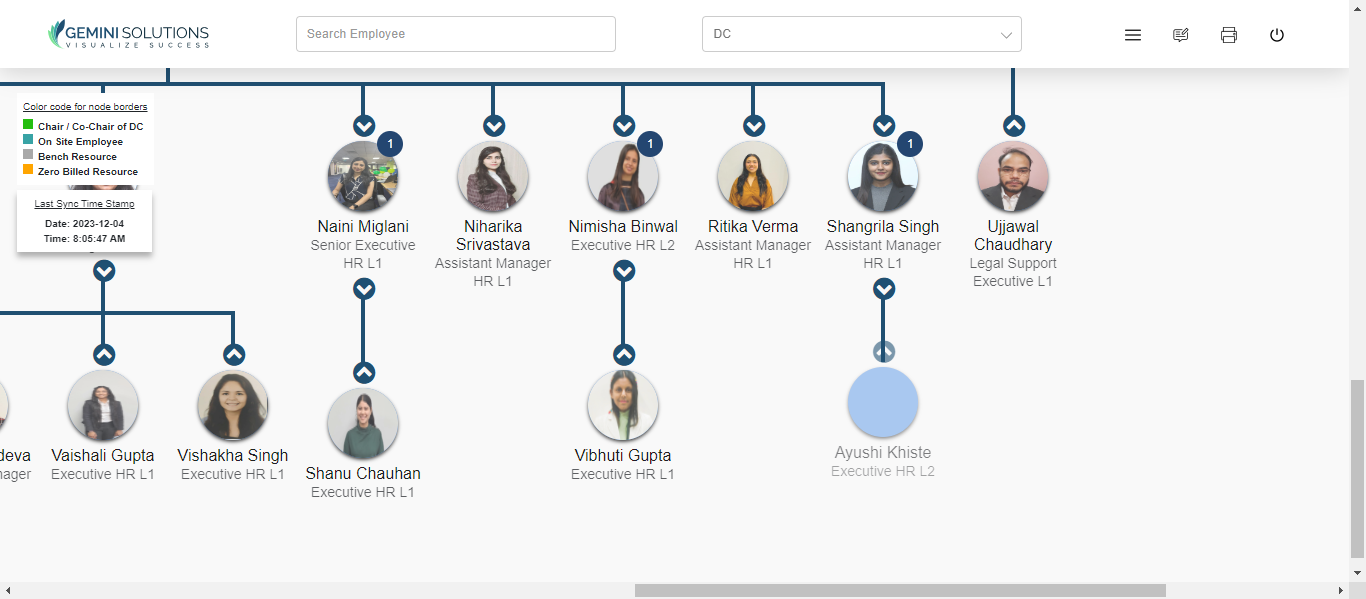 GEMINI SOLUTIONS
VISUALIZE SUCCESS
Search Employee
DC
Color code for node borders
Chair / Co-Chair of DC
On Site Employee
Bench Resource
Zero Billed Resource
Last Sync Time Stamp
Date: 2023-12-04
Time: 8:05:47 AM
1
Naini Miglani
Senior Executive
HR L1
Niharika
Srivastava
Assistant Manager
HR L1
1
Nimisha Binwal
Executive HR L2
Ritika Verma
Assistant Manager
HR L1
1
Shangrila Singh
Assistant Manager
HR L1
Ujjawal
Chaudhary
Legal Support
Executive L1
deva
nager
Vaishali Gupta
Executive HR L1
Vishakha Singh
Executive HR L1
Shanu Chauhan
Executive HR L1
Vibhuti Gupta
Executive HR L1
Ayushi Khiste
Executive HR L2